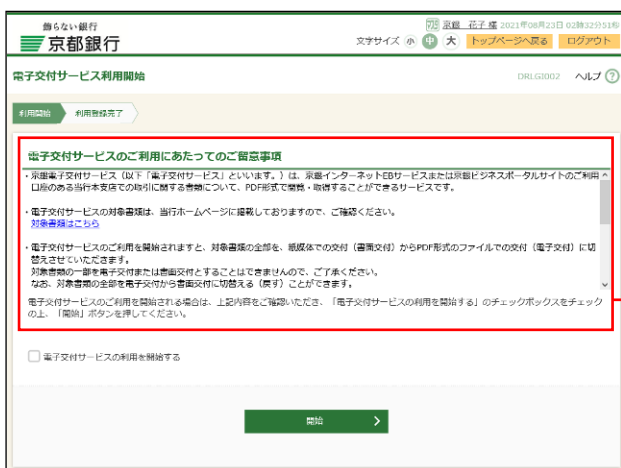 飾らない銀行
京都銀行
京銀 花子 様 2021年08月23日 02時32分51秒
文字サイズ 小 中 大 トップページへ戻る ログアウト
電子交付サービス利用開始
DRLGI002 ヘルプ ?
利用開始 利用登録完了
電子交付サービスのご利用にあたってのご留意事項
・京銀電子交付サービス（以下「電子交付サービス」といいます。）は、京銀インターネットEBサービスまたは京銀ビジネスポータルサイトのご利用
口座のある当行本支店での取引に関する書類について、PDF形式で閲覧・取得することができるサービスです。
・電子交付サービスの対象書類は、当行ホームページに掲載しておりますので、ご確認ください。
対象書類はこちら
・電子交付サービスのご利用を開始されますと、対象書類の全部を、紙媒体での交付（書面交付）からPDF形式のファイルでの交付（電子交付）に切
替えさせていただきます。
対象書類の一部を電子交付または書面交付とすることはできませんので、ご了承ください。
なお、対象書類の全部を電子交付から書面交付に切替える（戻す）ことができます。
電子交付サービスのご利用を開始される場合は、上記内容をご確認いただき、「電子交付サービスの利用を開始する」のチェックボックスをチェック
の上、「開始」ボタンを押してください。
電子交付サービスの利用を開始する
開始